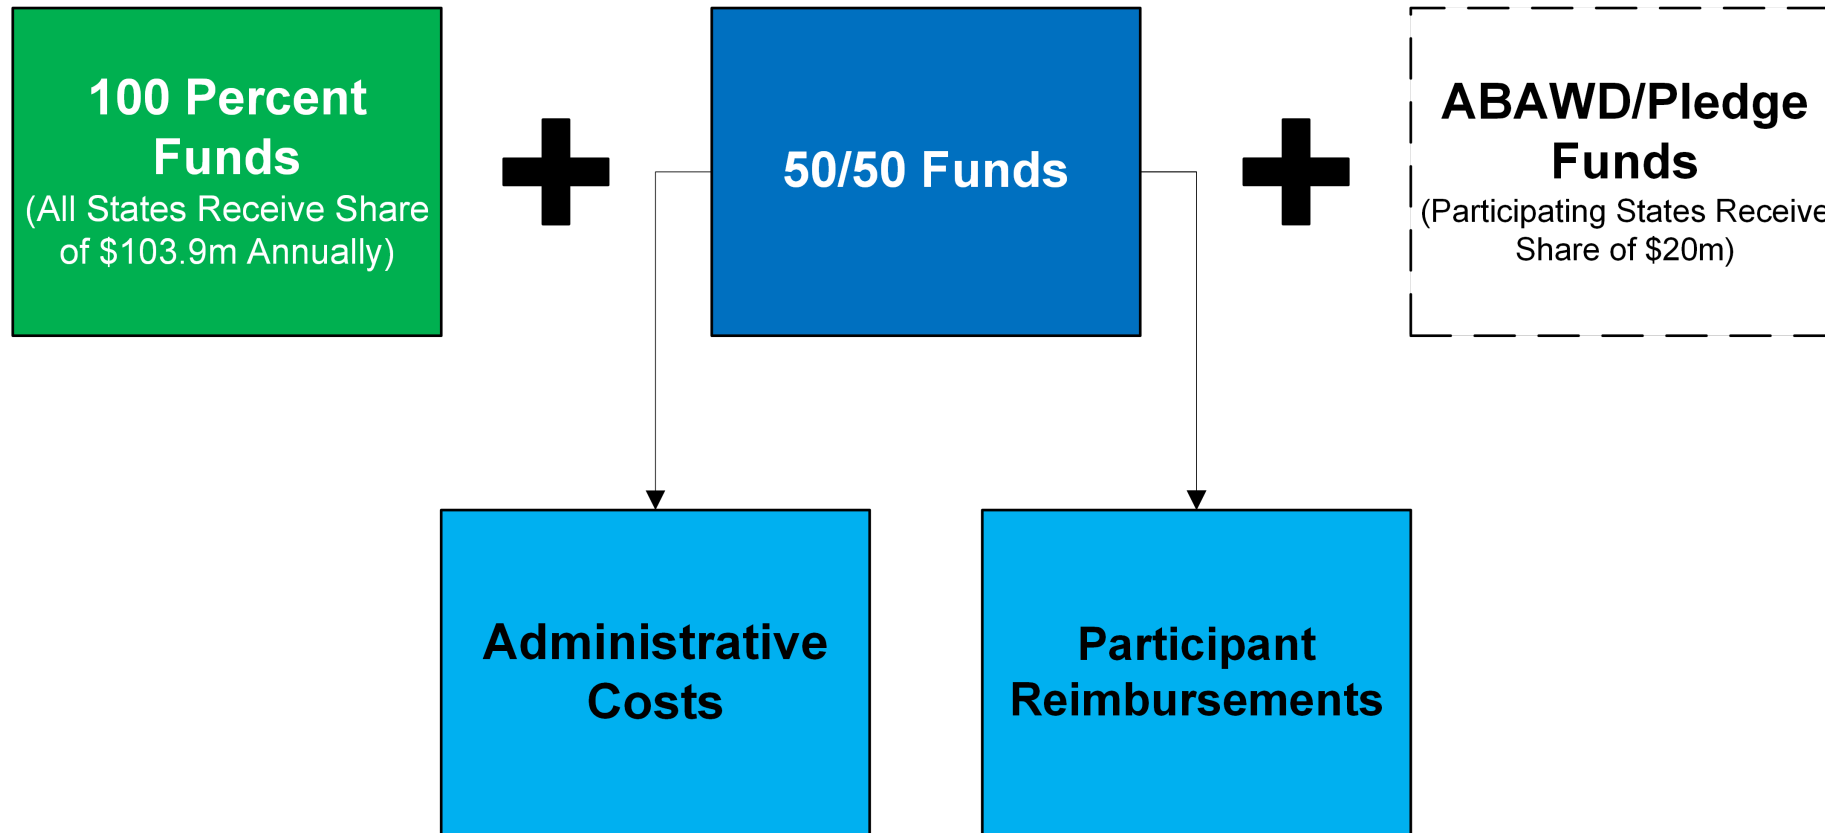 100 Percent
Funds
(All States Receive Share
of $103.9m Annually)
50/50 Funds
ABAWD/Pledge
Funds
(Participating States Receive
Share of $20m)
Administrative
Costs
Participant
Reimbursements